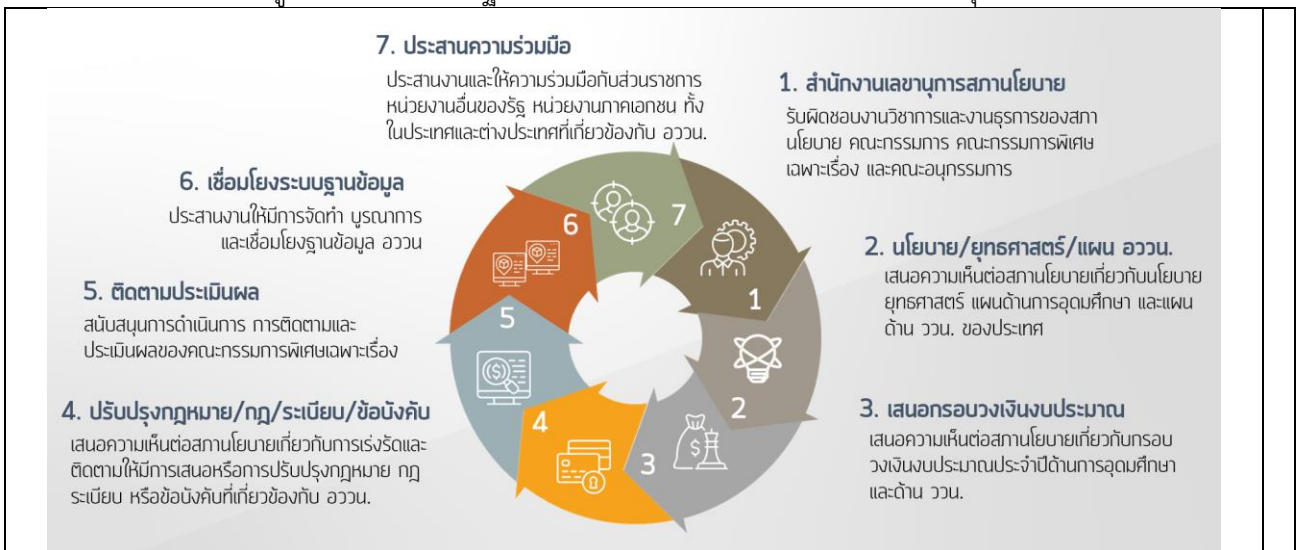 7. ประสานความร่วมมือ
ประสานงานและให้ความร่วมมือกับส่วนราชการ
หน่วยงานอื่นของรัฐ หน่วยงานภาคเอกชน ทั้ง
ในประเทศและต่างประเทศที่เกี่ยวข้องกับ อววน.
1. สำนักงานเลขานุการสภานโยบาย
รับผิดชอบงานวิชาการและงานธุรการของสภา
นโยบาย คณะกรรมการ คณะกรรมการพิเศษ
เฉพาะเรื่อง และคณะอนุกรรมการ
6. เชื่อมโยงระบบฐานข้อมูล
ประสานงานให้มีการจัดทำ บูรณาการ
และเชื่อมโยงฐานข้อมูล อววน
2. นโยบาย/ยุทธศาสตร์/แผน อววน.
เสนอความเห็นต่อสภานโยบายเกี่ยวกับนโยบาย
ยุทธศาสตร์ แผนด้านการอุดมศึกษา และแผน
ด้าน ววน. ของประเทศ
5. ติดตามประเมินผล
สนับสนุนการดำเนินการ การติดตามและ
ประเมินผลของคณะกรรมการพิเศษเฉพาะเรื่อง
3. เสนอกรอบวงเงินงบประมาณ
เสนอความเห็นต่อสภานโยบายเกี่ยวกับกรอบ
วงเงินงบประมาณประจำปีด้านการอุดมศึกษา
และด้าน ววน.
4. ปรับปรุงกฎหมาย/กฎ/ระเบียบ/ข้อบังคับ
เสนอความเห็นต่อสภานโยบายเกี่ยวกับการเร่งรัดและ
ติดตามให้มีการเสนอหรือการปรับปรุงกฎหมาย กฎ
ระเบียบ หรือข้อบังคับที่เกี่ยวข้องกับ อววน.
7
6
1
5
2
4
3